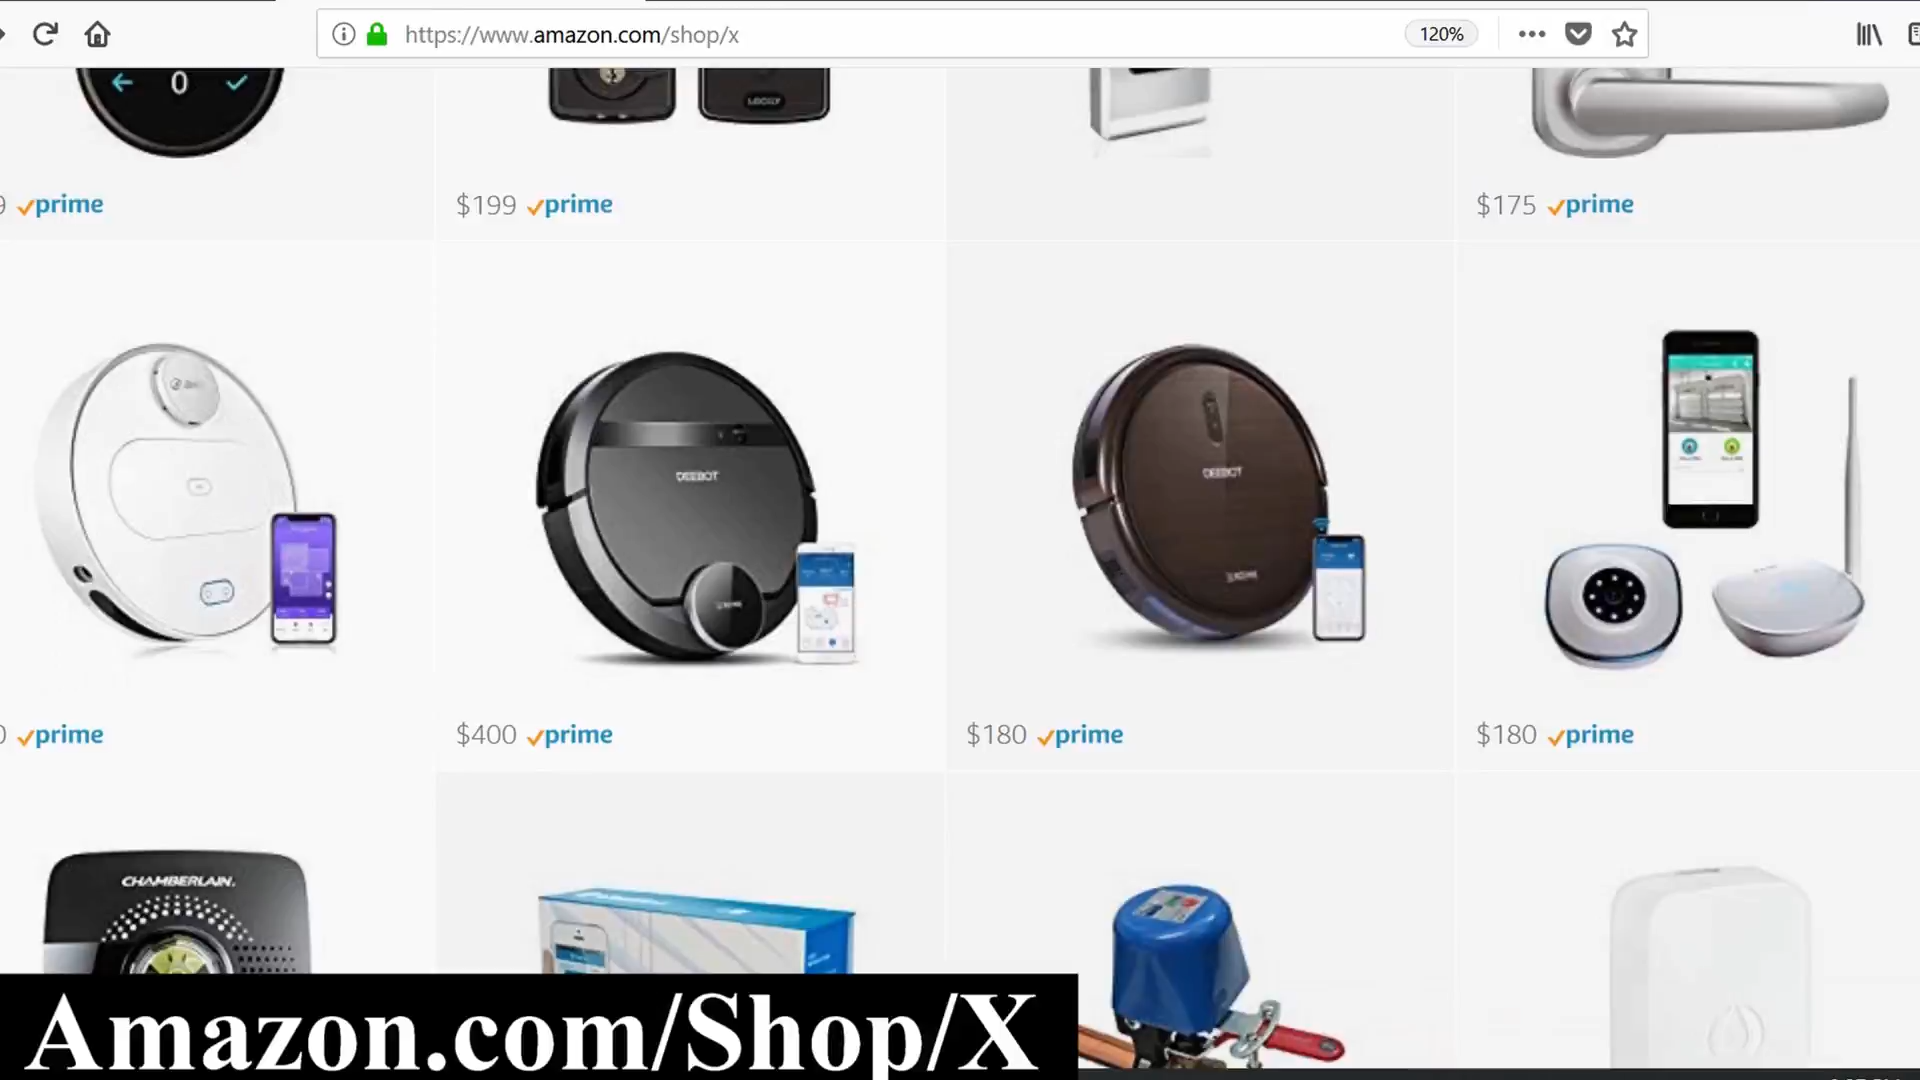 https://www.amazon.com/shop/x
120%
0
LOCKLY
prime
$199 prime
$175 prime
DEEBOT
DEEBOT
prime
$400 prime
$180 prime
$180 prime
CHAMBERLAIN
Amazon.com/Shop/X